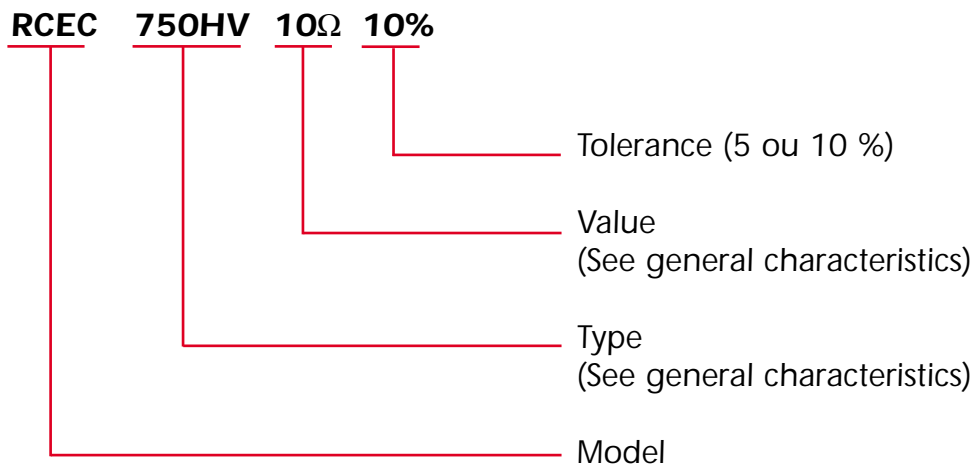 RCEC 750HV 10Ω 10%
Tolerance (5 ou 10 %)
Value
(See general characteristics)
Type
(See general characteristics)
Model